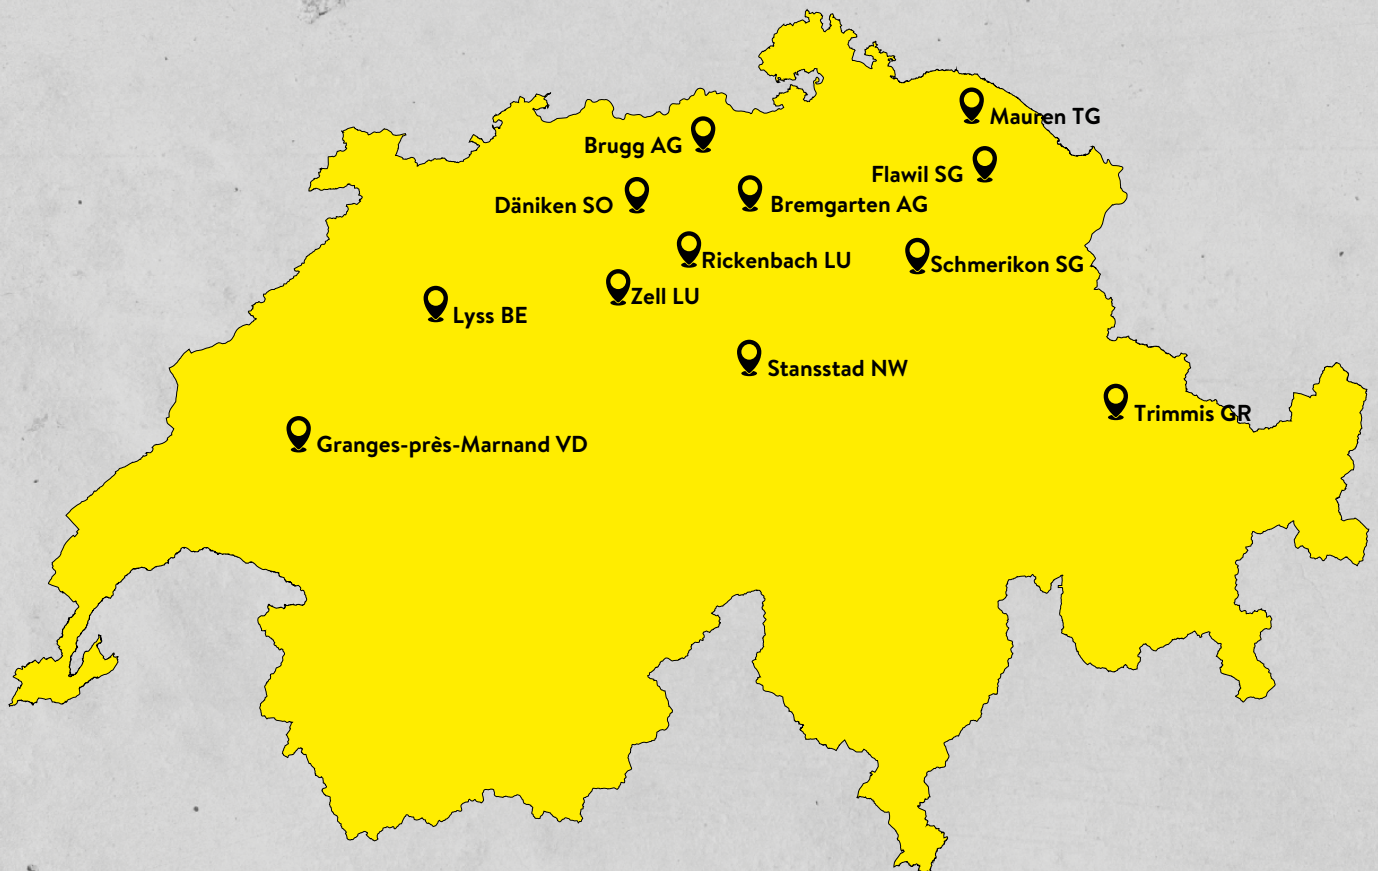 Mauren TG
Brugg AG
Flawil SG
Däniken SO
Bremgarten AG
Rickenbach LU
Schmerikon SG
Zell LU
Lyss BE
Stansstad NW
Trimmis GR
Granges-près-Marnand VD